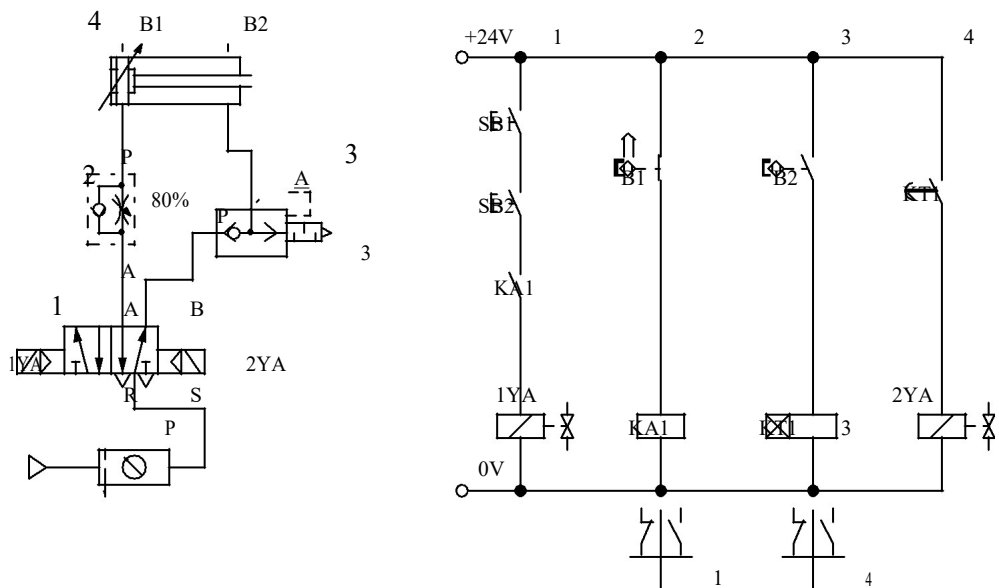 4 B1 B2
P
2 80%
3
A
P
3
A
1 A B
1YA 2YA
R S
P
+24V 1 2 3 4
SB1
B1 B2
SB2 KT1
KA1
1YA 2YA
KA1 KT1 3
0V
1 4